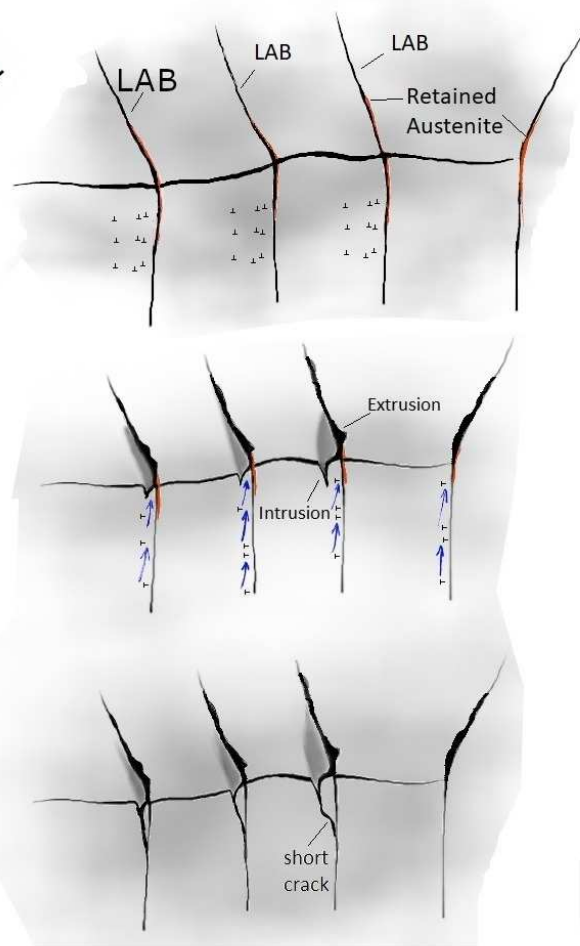 LAB
LAB
LAB
Retained
Austenite
Extrusion
Intrusion
short
crack